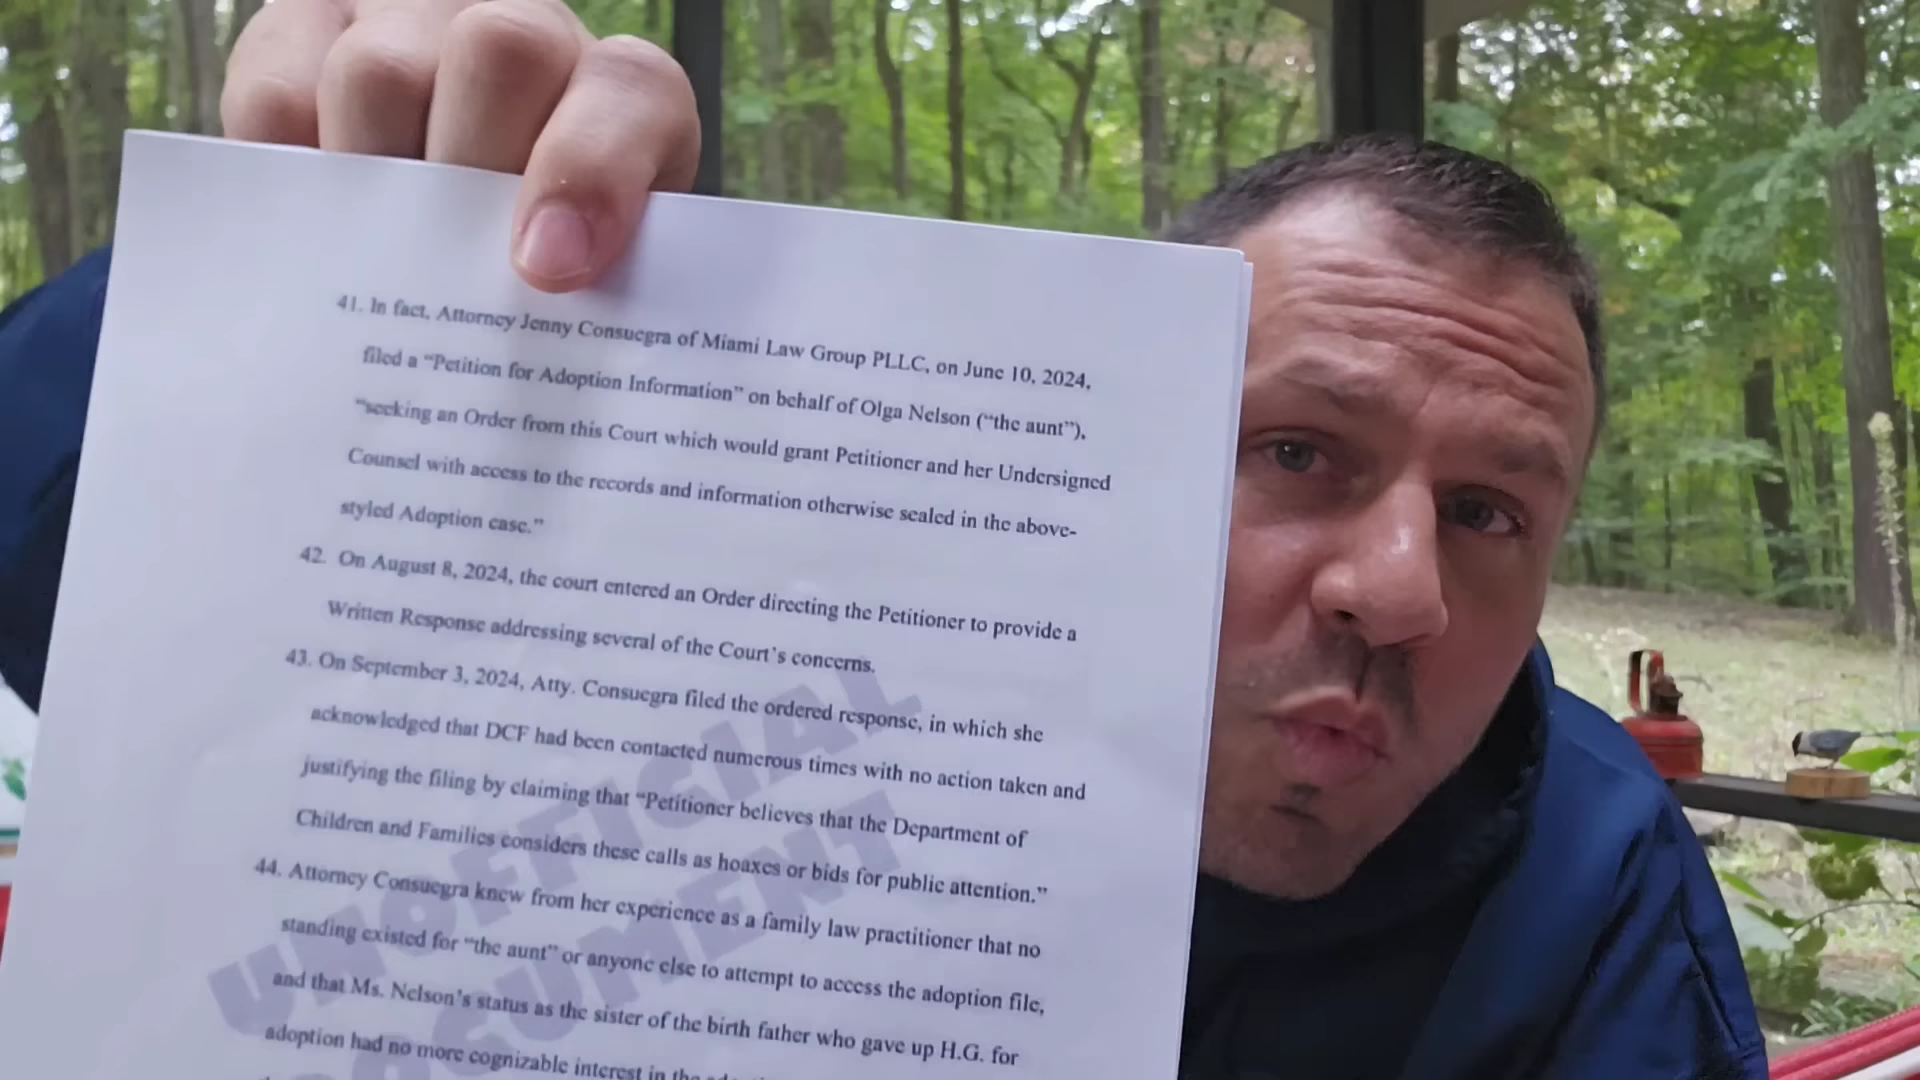 41. In fact, Attorney Jenny Consuegra of Miami Law Group PLLC, on June 10, 2024,
filed a “Petition for Adoption Information” on behalf of Olga Nelson (“the aunt”),
“seeking an Order from this Court which would grant Petitioner and her Undersigned
Counsel with access to the records and information otherwise sealed in the above-
styled Adoption case.”
42. On August 8, 2024, the court entered an Order directing the Petitioner to provide a
Written Response addressing several of the Court’s concerns.
43. On September 3, 2024, Atty. Consuegra filed the ordered response, in which she
acknowledged that DCF had been contacted numerous times with no action taken and
justifying the filing by claiming that “Petitioner believes that the Department of
Children and Families considers these calls as hoaxes or bids for public attention.”
44. Attorney Consuegra knew from her experience as a family law practitioner that no
standing existed for “the aunt” or anyone else to attempt to access the adoption file,
and that Ms. Nelson’s status as the sister of the birth father who gave up H.G. for
adoption had no more cognizable interest in the
UNOFFICIAL
DOCUMENT